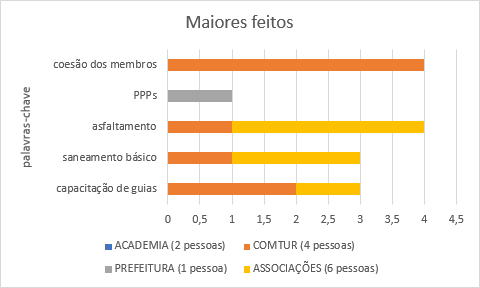 Maiores feitos
palavras-chave
coesão dos membros
PPPs
asfaltamento
saneamento básico
capacitação de guias
0 0,5 1 1,5 2 2,5 3 3,5 4 4,5
ACADEMIA (2 pessoas) COMTUR (4 pessoas)
PREFEITURA (1 pessoa) ASSOCIAÇÕES (6 pessoas)